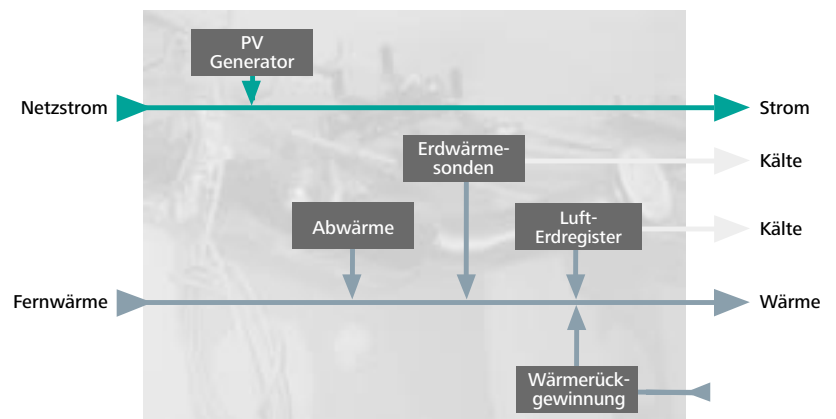 PV
Generator
Netzstrom
Strom
Erdwärme-
sonden
Kälte
Abwärme
Luft-
Erdregister
Kälte
Fernwärme
Wärme
Wärmerück-
gewinnung